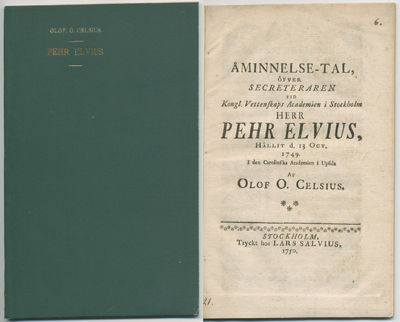 OLOF. O. CELSIUS
PEHR ELVIUS
6.
ÅMINNELSE-TAL,
ÖFVER
SECRETERAREN
VID
Kongl. Vettenskaps Academien i Stockholm
HERR
PEHR ELVIUS,
HÅLLIT d. 13 OCT.
1749.
I den Carolinska Academien i Upsala
AF
OLOF O. CELSIUS.
STOCKHOLM,
Tryckt hos LARS SALVIUS,
1750.